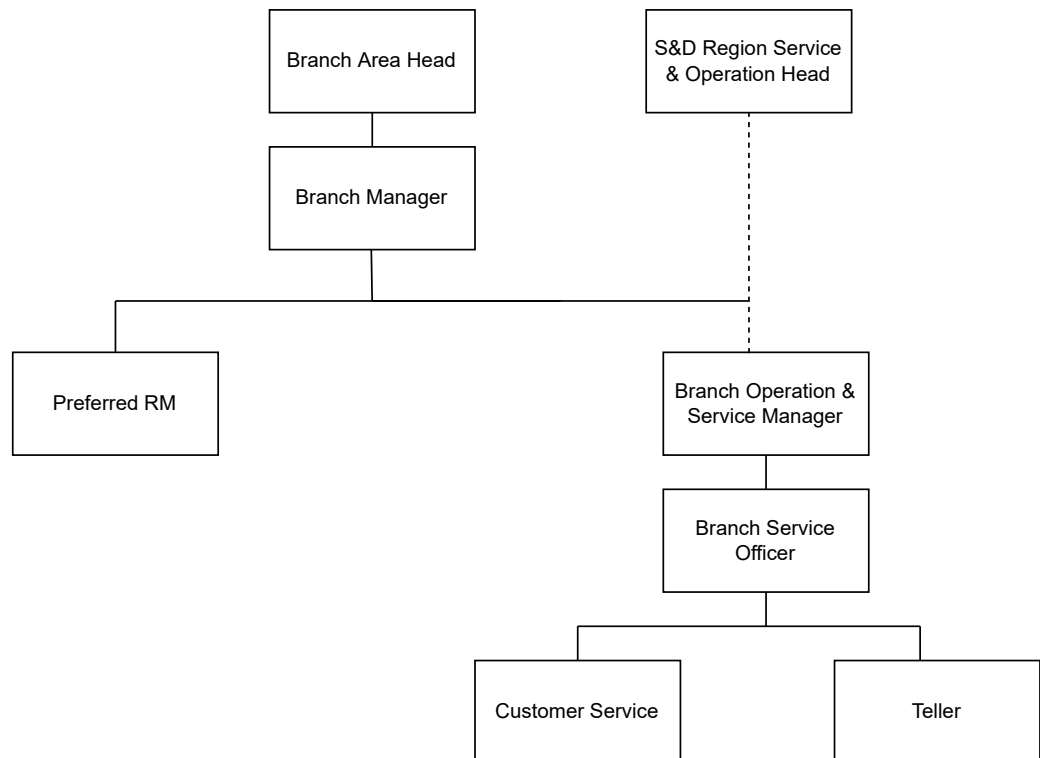 Branch Area Head
S&D Region Service
& Operation Head
Branch Manager
Preferred RM
Branch Operation &
Service Manager
Branch Service
Officer
Customer Service
Teller